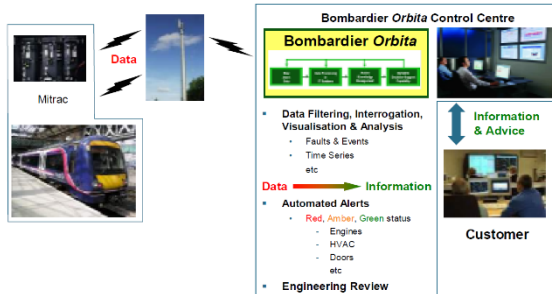 Bombardier Orbita Control Centre
Bombardier Orbita
Data
Mitrac
Data Filtering, Interrogation,
Visualisation & Analysis
Faults & Events
Time Series
etc
Data
Information
Automated Alerts
Red, Amber, Green status
Engines
HVAC
Doors
etc
Engineering Review
Information
& Advice
Customer